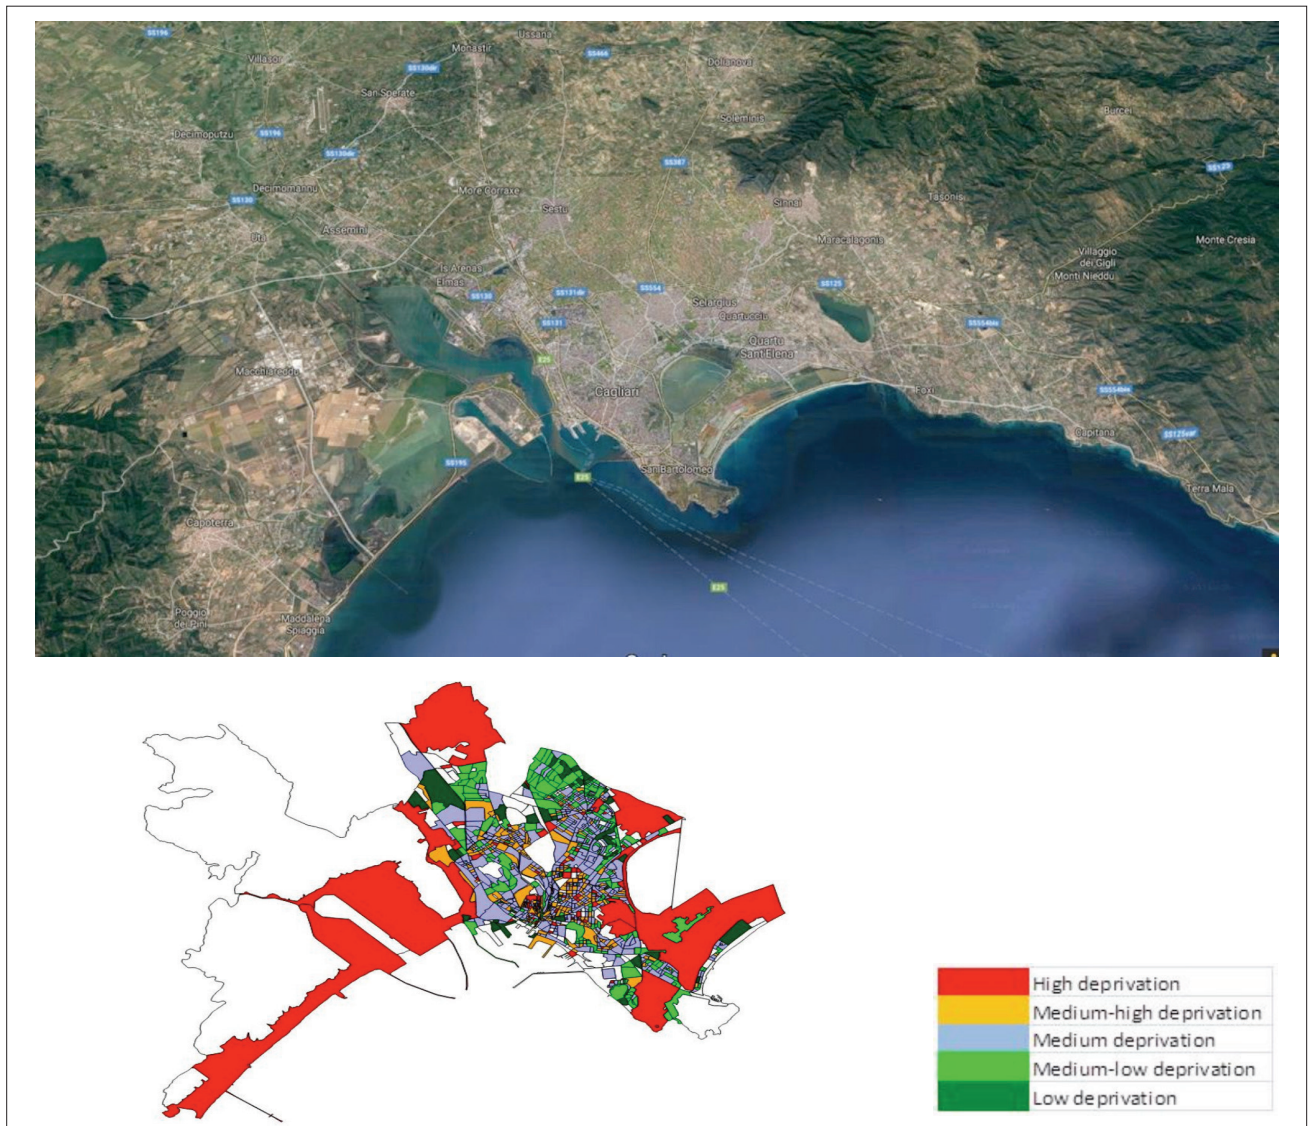 Ussana
SS196
Monastir
Villasor
SS466
Dolianova
SS130dir
San Sperate
Burcei
Soleminis
Decimoputzu
SS196
SS130dir
SS387
SS125
Decimomannu
More Corraxe
Tasonis
SS130
Sinnai
Sestu
Assemini
Uta
Maracalagonis
Monte Cresia
Villaggio
dei Gigli
Is Arenas
Monti Nieddu
Elmas
SS125
SS554
SS131dir
SS130
Selargius
Quartucciu
SS131
SS554bis
Quartu
Sant'Elena
E25
Macchiareddu
Cagliari
Foxi
SS554bis
Capitana
SS125var
SS195
San Bartolomeo
E25
Terra Mala
Capoterra
E25
Poggio
dei Pini
Maddalena
Spiaggia
High deprivation
Medium-high deprivation
Medium deprivation
Medium-low deprivation
Low deprivation